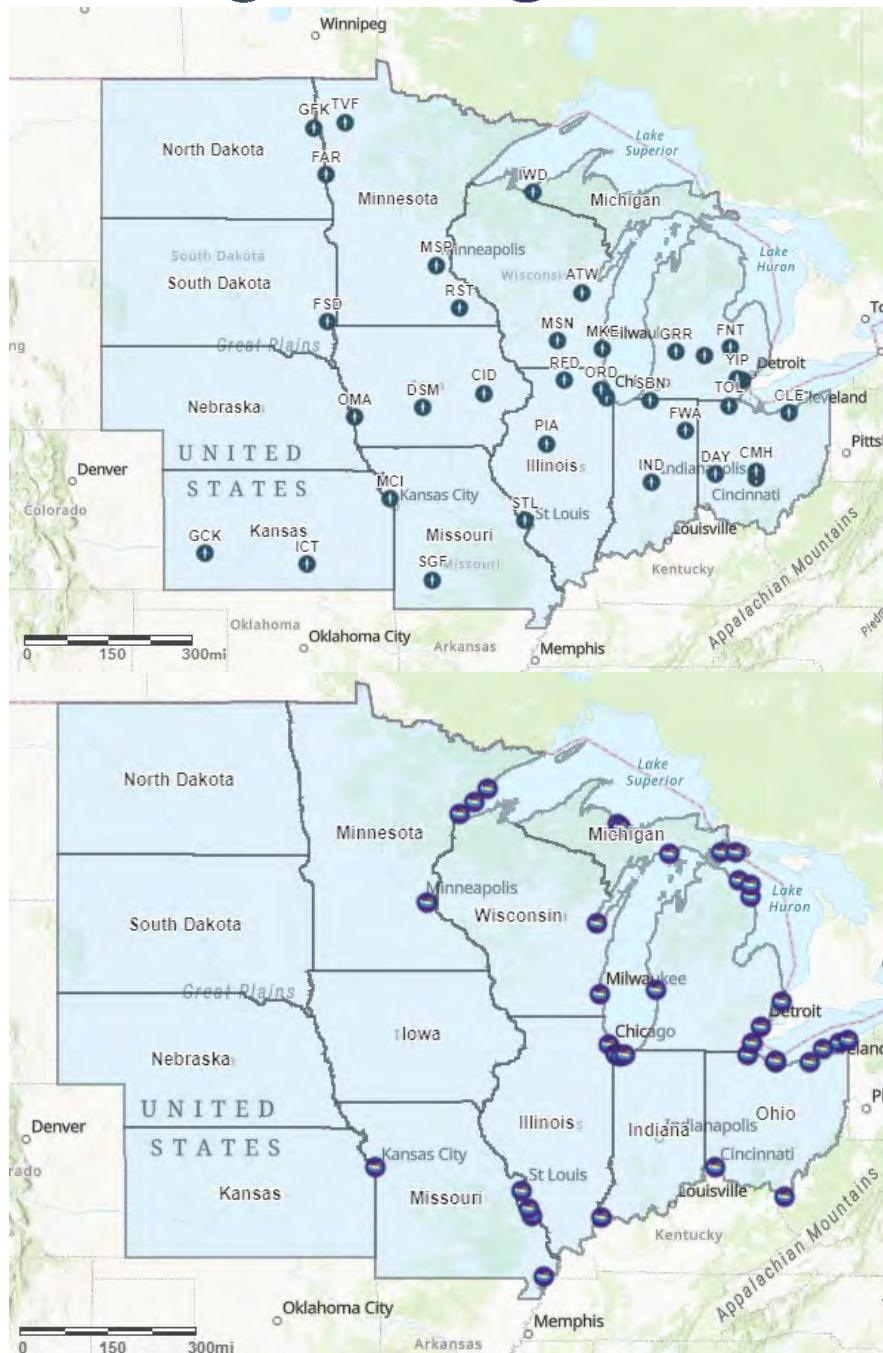 Winnipeg
GFK TVF
North Dakota
Lake
Superior
FAR
IWD
Minnesota
Michigan
South Dakota
MSP
Minneapolis
Lake
Huron
South Dakota
Wisconsin
ATW
RST
FSD
MSN
MKE
GRR
FNT
Great Plains
RFD
ORD
YIP
Detroit
CID
SBN
TOL
CLE
Cleveland
Nebraska
OMA
DSM
FWA
PIA
UNITED
Illinois
IND
Indianapolis
DAY
CMH
Pittsb
Denver
STATES
MCI
Kansas City
Cincinnati
Colorado
STL
St Louis
GCK
Kansas
ICT
Missouri
Louisville
SGF
Missouri
Kentucky
Appalachian Mountains
Piedm
Oklahoma
Oklahoma City
Arkansas
Memphis
0 150 300mi
North Dakota
Lake
Superior
Minnesota
Michigan
Minneapolis
Lake
Huron
South Dakota
Wisconsin
Great Plains
Milwaukee
Detroit
Iowa
Chicago
Nebraska
UNITED
Ohio
Illinois
Indiana
Indianapolis
Denver
STATES
Kansas City
Cincinnati
St Louis
Kansas
Missouri
Louisville
Kentucky
Appalachian Mountains
Oklahoma City
Arkansas
Memphis
0 150 300mi